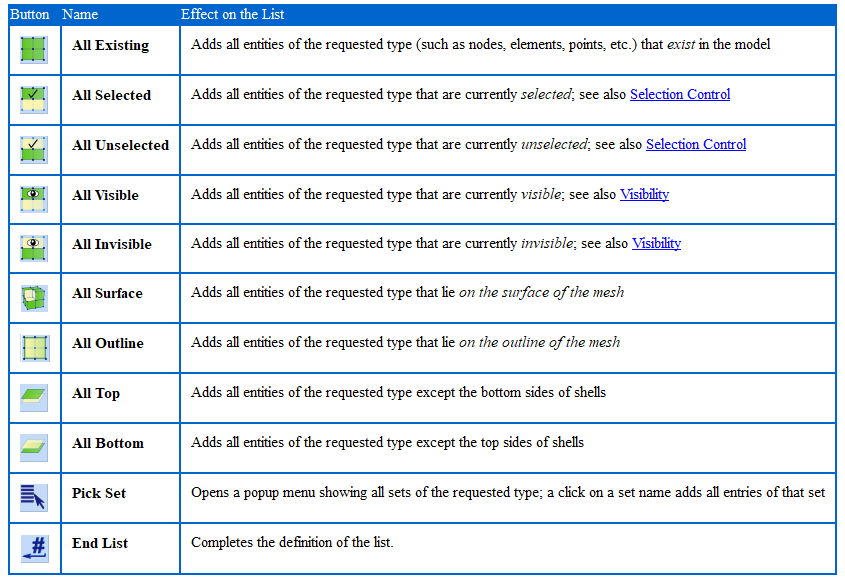 Button Name Effect on the List
All Existing Adds all entities of the requested type (such as nodes, elements, points, etc.) that exist in the model
All Selected Adds all entities of the requested type that are currently selected; see also Selection Control
All Unselected Adds all entities of the requested type that are currently unselected; see also Selection Control
All Visible Adds all entities of the requested type that are currently visible; see also Visibility
All Invisible Adds all entities of the requested type that are currently invisible; see also Visibility
All Surface Adds all entities of the requested type that lie on the surface of the mesh
All Outline Adds all entities of the requested type that lie on the outline of the mesh
All Top Adds all entities of the requested type except the bottom sides of shells
All Bottom Adds all entities of the requested type except the top sides of shells
Pick Set Opens a popup menu showing all sets of the requested type; a click on a set name adds all entries of that set
# End List Completes the definition of the list.